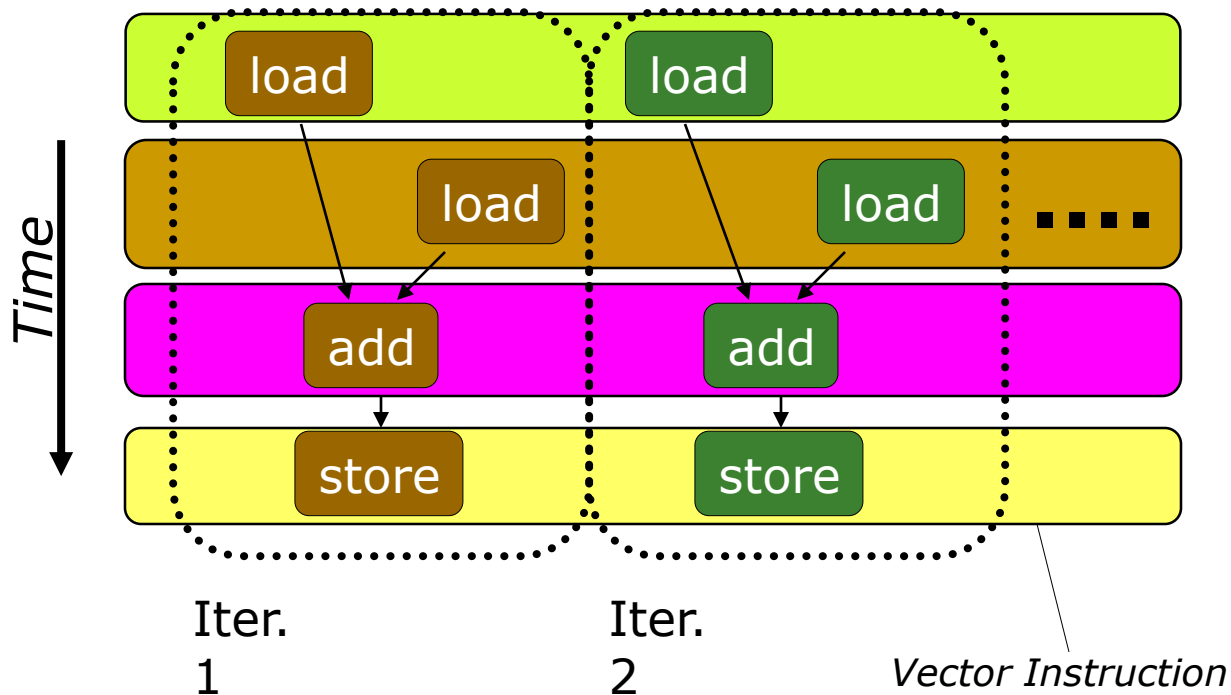 load load
load load
Time
add add
store store
Iter.
1
Iter.
2
Vector Instruction